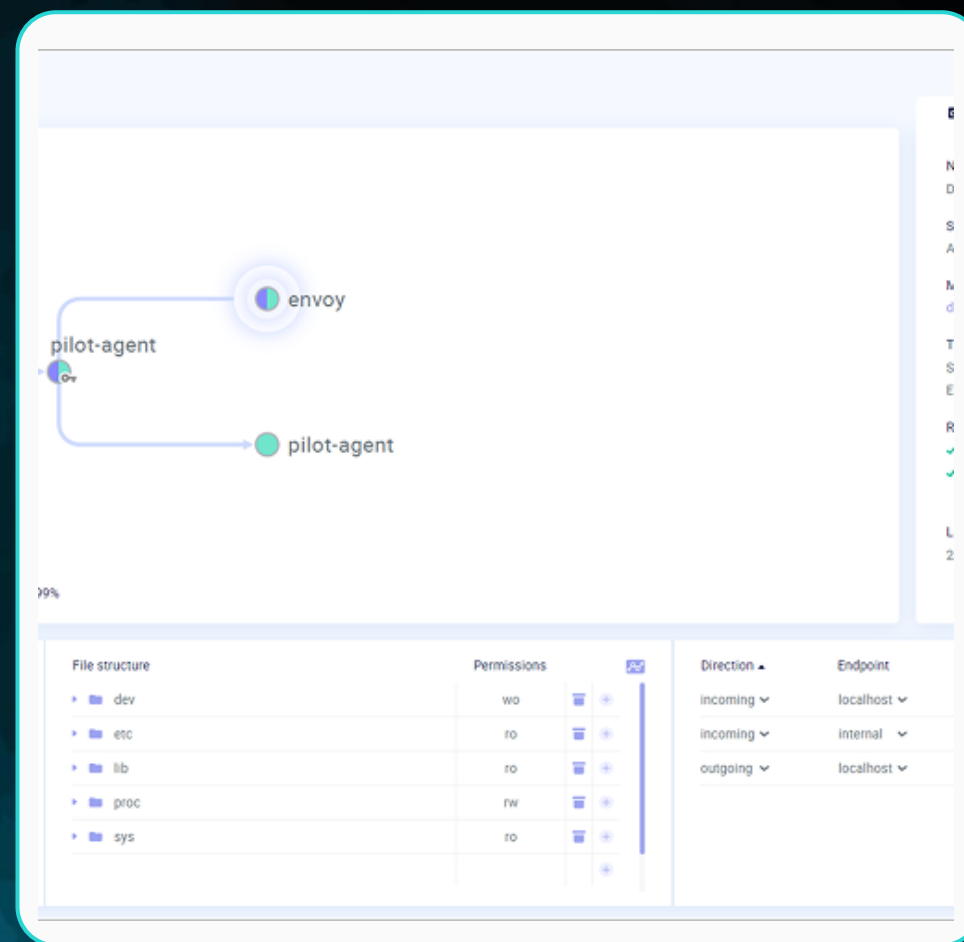 envoy
pilot-agent
pilot-agent
99%
File structure Permissions
dev wo
etc ro
lib ro
proc rw
sys ro
Direction Endpoint
incoming localhost
incoming internal
outgoing localhost